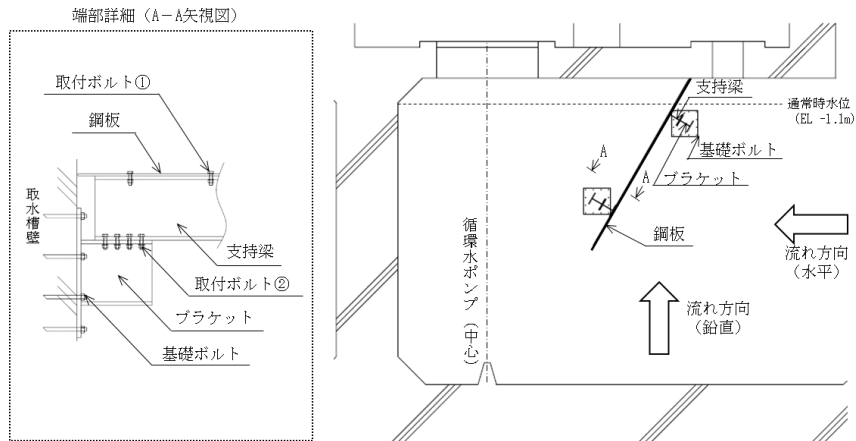 端部詳細（A－A矢視図）
取付ボルト①
鋼板
取水槽壁
支持梁
取付ボルト②
ブラケット
基礎ボルト
支持梁
通常時水位
（EL -1.1m）
基礎ボルト
A
A
ブラケット
鋼板
循環水ポンプ（中心）
流れ方向
（水平）
流れ方向
（鉛直）